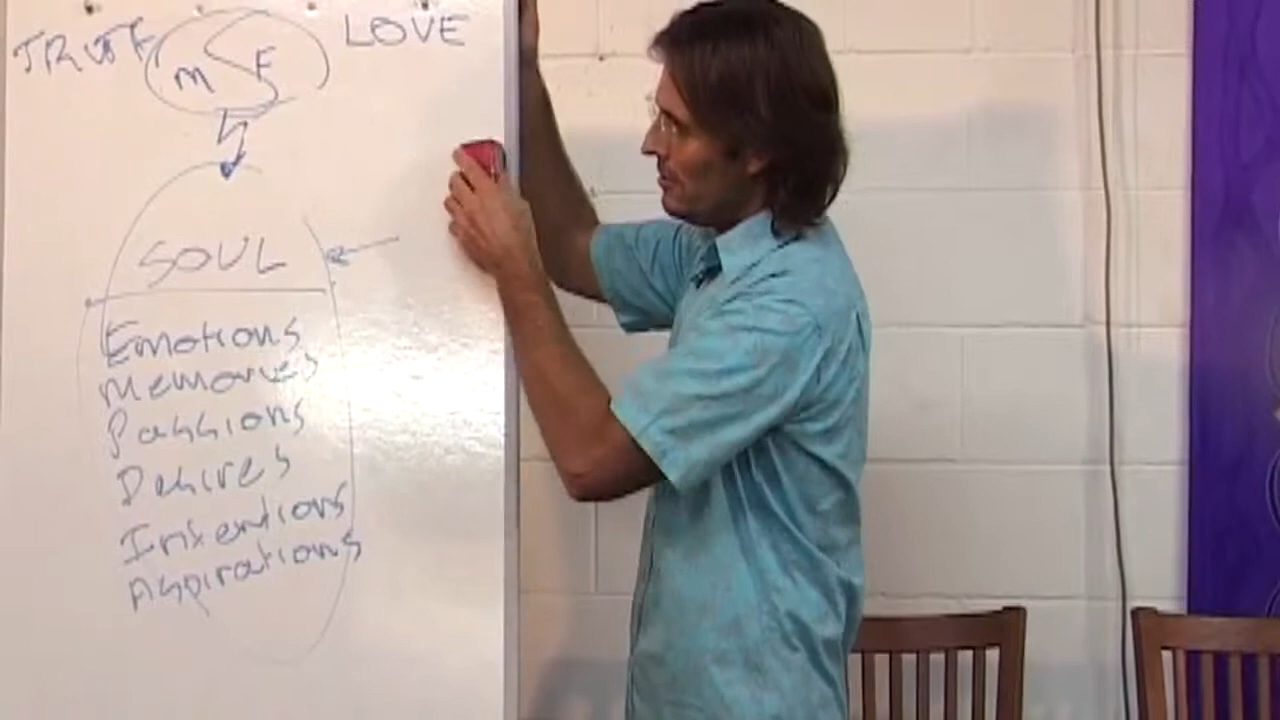 TRUTH
LOVE
M F
SOUL
Emotions
Memories
Passions
Desires
Intentions
Aspirations